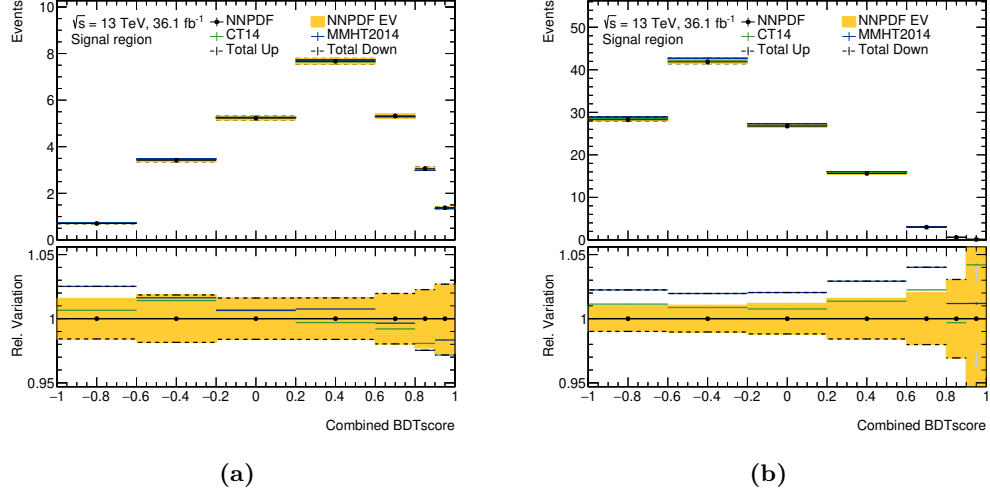 Events
√s = 13 TeV, 36.1 fb⁻¹
Signal region
NNPDF
NNPDF EV
CT14
MMHT2014
Total Up
Total Down
10
8
6
4
2
0
Rel. Variation
1.05
1
0.95
−1 −0.8 −0.6 −0.4 −0.2 0 0.2 0.4 0.6 0.8 1
Combined BDTscore
(a)
Events
√s = 13 TeV, 36.1 fb⁻¹
Signal region
NNPDF
NNPDF EV
CT14
MMHT2014
Total Up
Total Down
50
40
30
20
10
0
Rel. Variation
1.05
1
0.95
−1 −0.8 −0.6 −0.4 −0.2 0 0.2 0.4 0.6 0.8 1
Combined BDTscore
(b)